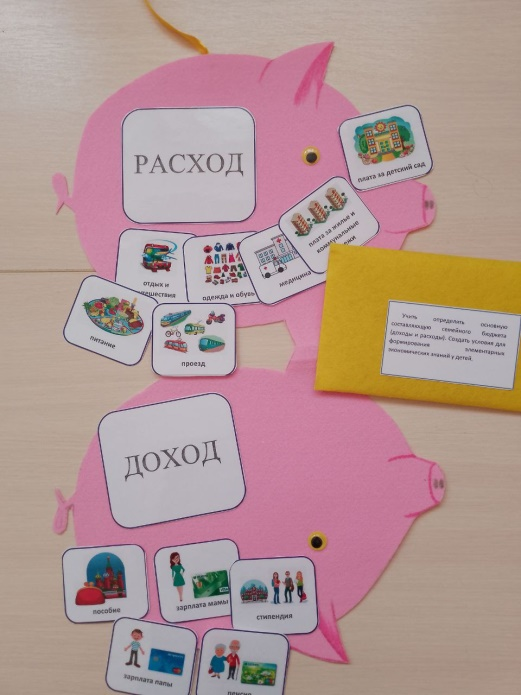 РАСХОД
плата за детский сад
плата за жилье и
коммунальные
медицина
одежда и обувь
отдых и
питание
проезд
Учить определять основную
составляющую семейного бюджета
(доходы и расходы). Создать условия для
формирования элементарных
экономических знаний у детей.
ДОХОД
пособие
зарплата мамы
стипендия
зарплата папы
пенсия